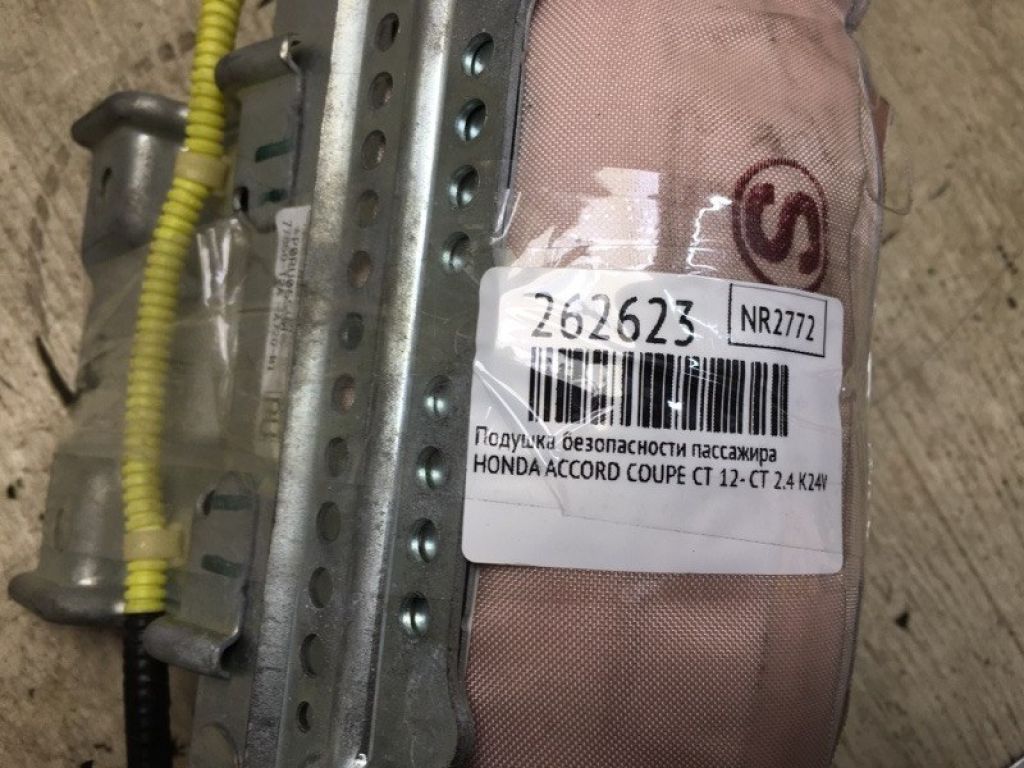 S
262623
NR2772
Подушка безопасности пассажира
HONDA ACCORD COUPE CT 12- CT 2.4 K24V